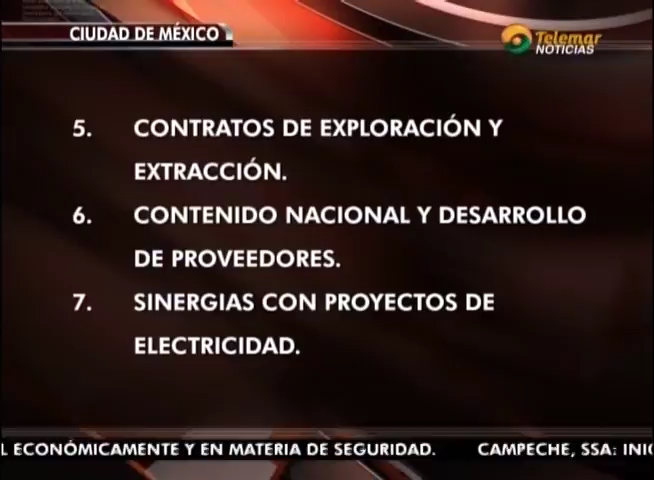 CIUDAD DE MÉXICO
Telemar
NOTICIAS
5. CONTRATOS DE EXPLORACIÓN Y
EXTRACCIÓN.
6. CONTENIDO NACIONAL Y DESARROLLO
DE PROVEEDORES.
7. SINERGIAS CON PROYECTOS DE
ELECTRICIDAD.
L ECONÓMICAMENTE Y EN MATERIA DE SEGURIDAD. CAMPECHE, SSA: INIC